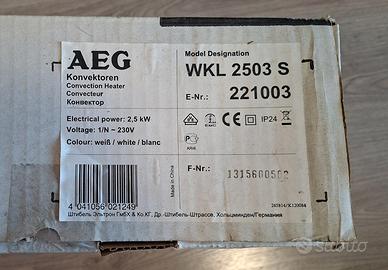 AEG
Konvektoren
Convection Heater
Convecteur
Конвектор
Electrical power: 2,5 kW
Voltage: 1/N ~ 230V
Colour: weiß / white / blanc
Model Designation
WKL 2503 S
E-Nr.: 221003
IP24
Made in China
F-Nr.:
4 041056 021249
Штибель Эльтрон ГмбХ & Ко.КГ, Др.-Штибель-Штрассе, Хольцминден/Германия
subito